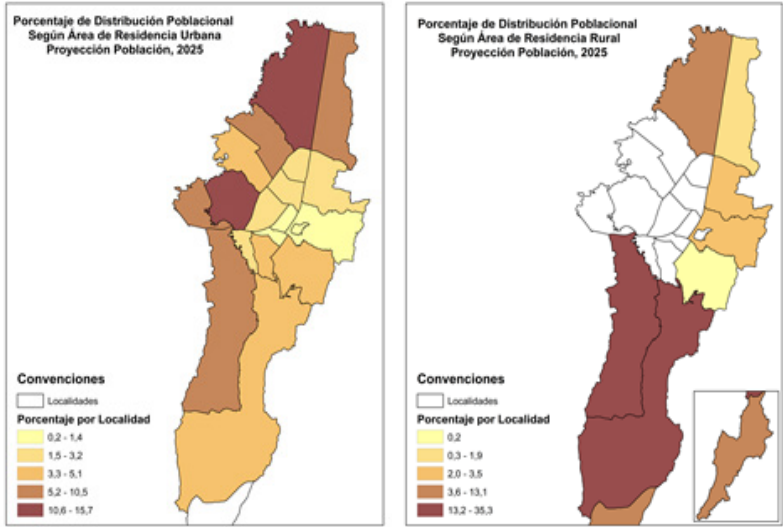 Porcentaje de Distribución Poblacional
Según Área de Residencia Urbana
Proyección Población, 2025
Convenciones
Localidades
Porcentaje por Localidad
0,2 - 1,4
1,5 - 3,2
3,3 - 5,1
5,2 - 10,5
10,6 - 15,7
Porcentaje de Distribución Poblacional
Según Área de Residencia Rural
Proyección Población, 2025
Convenciones
Localidades
Porcentaje por Localidad
0,2
0,3 - 1,9
2,0 - 3,5
3,6 - 13,1
13,2 - 35,3